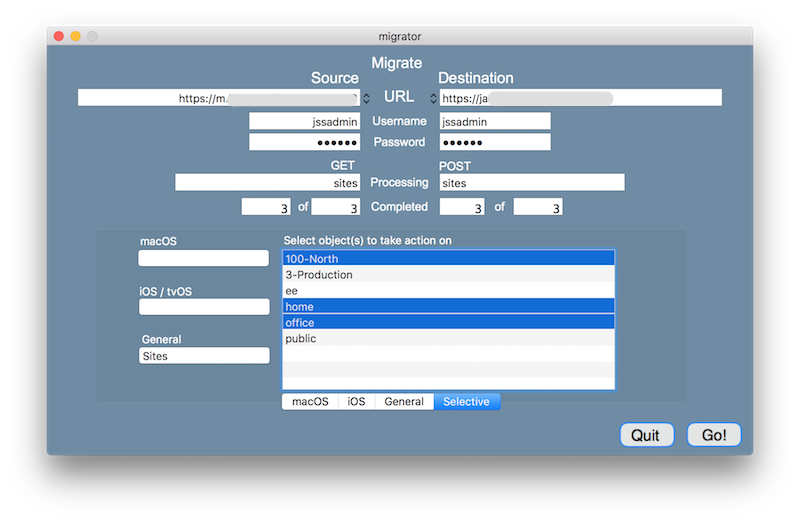 migrator
Migrate
Source Destination
https://m. URL https://ja
jssadmin Username jssadmin
•••••• Password ••••••
GET POST
sites Processing sites
3 of 3 Completed 3 of 3
macOS Select object(s) to take action on
100-North
3-Production
iOS / tvOS
ee
home
office
General
public
Sites
macOS iOS General Selective
Quit Go!